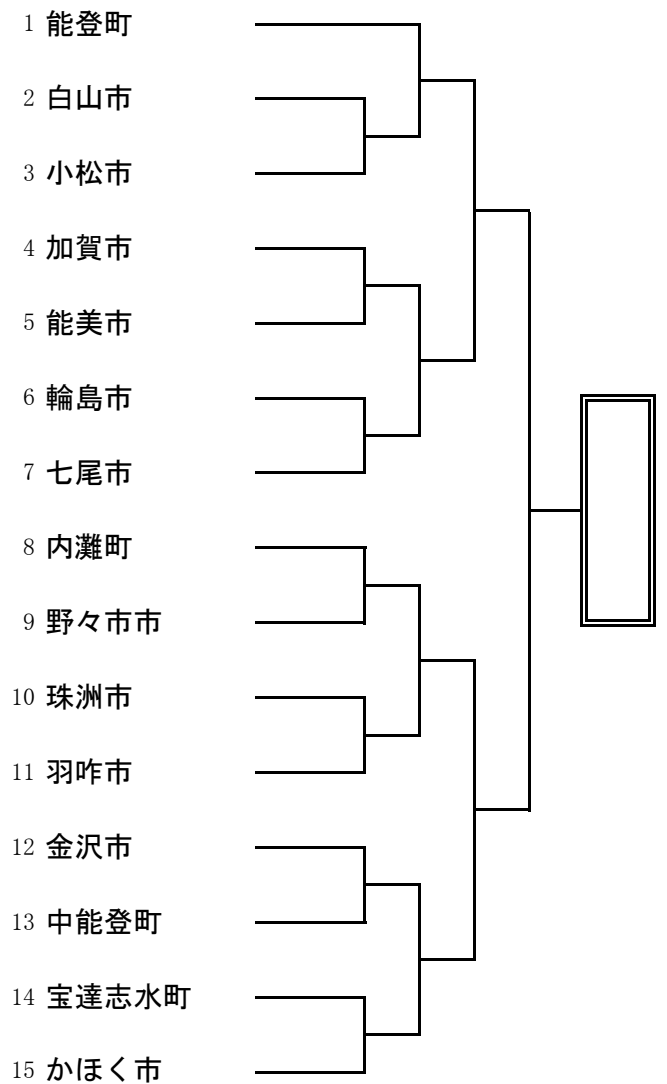 1 能登町
2 白山市
3 小松市
4 加賀市
5 能美市
6 輪島市
7 七尾市
8 内灘町
9 野々市市
10 珠洲市
11 羽咋市
12 金沢市
13 中能登町
14 宝達志水町
15 かほく市